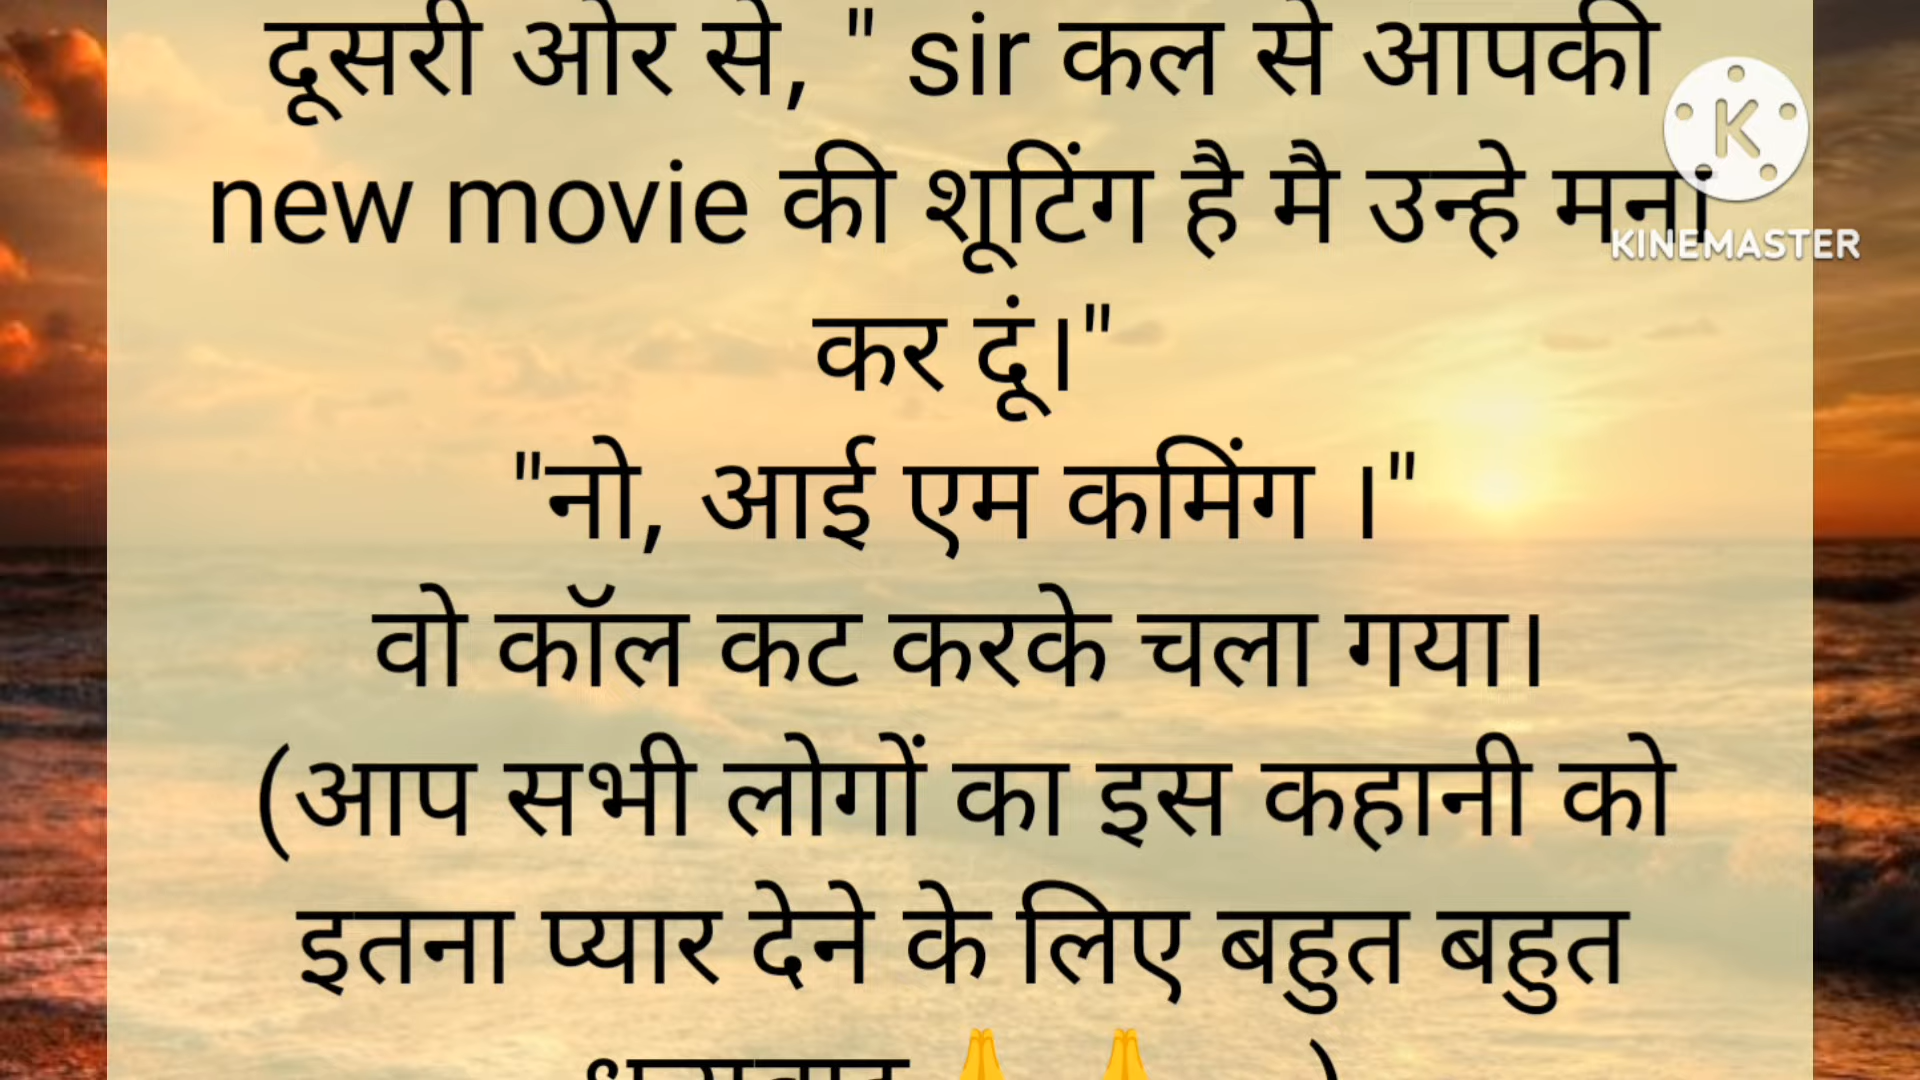 दूसरी ओर से, " sir कल से आपकी
new movie की शूटिंग है मै उन्हे मना
कर दूं।"
"नो, आई एम कमिंग ।"
वो कॉल कट करके चला गया।
(आप सभी लोगों का इस कहानी को
इतना प्यार देने के लिए बहुत बहुत
K
KINEMASTER